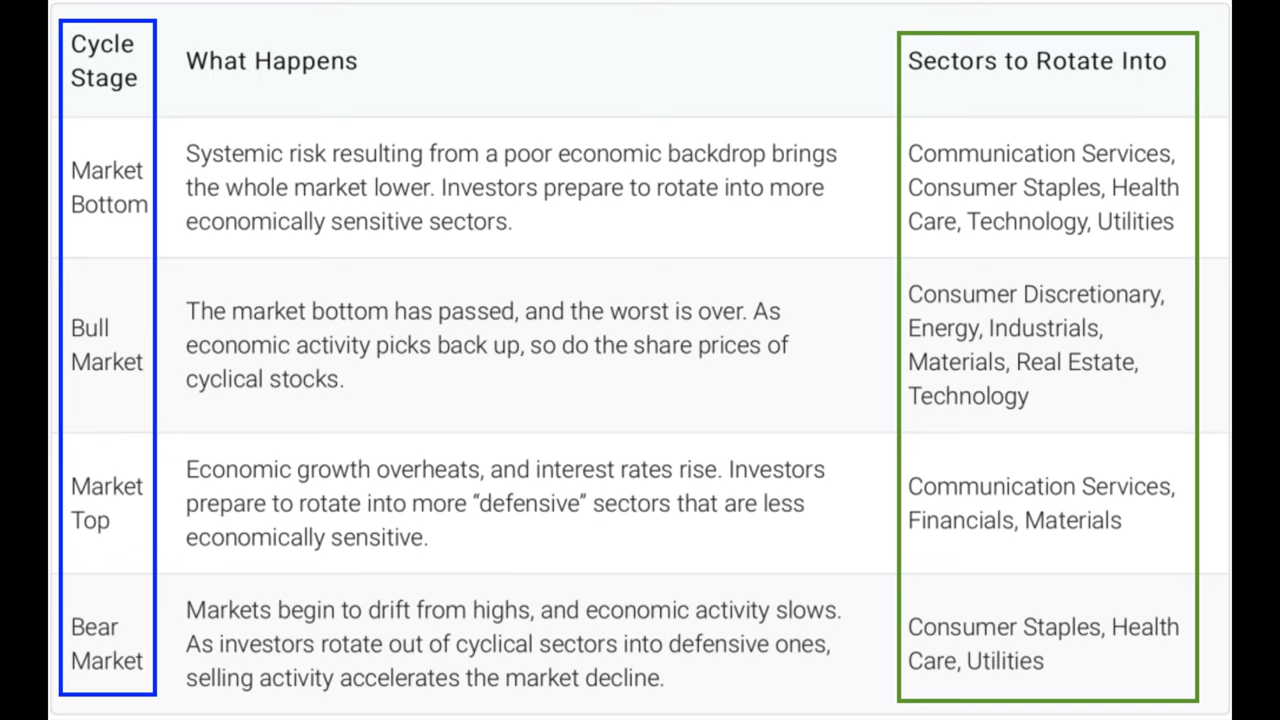 Cycle
Stage
What Happens
Sectors to Rotate Into
Market
Bottom
Systemic risk resulting from a poor economic backdrop brings
the whole market lower. Investors prepare to rotate into more
economically sensitive sectors.
Communication Services,
Consumer Staples, Health
Care, Technology, Utilities
Bull
Market
The market bottom has passed, and the worst is over. As
economic activity picks back up, so do the share prices of
cyclical stocks.
Consumer Discretionary,
Energy, Industrials,
Materials, Real Estate,
Technology
Market
Top
Economic growth overheats, and interest rates rise. Investors
prepare to rotate into more “defensive” sectors that are less
economically sensitive.
Communication Services,
Financials, Materials
Bear
Market
Markets begin to drift from highs, and economic activity slows.
As investors rotate out of cyclical sectors into defensive ones,
selling activity accelerates the market decline.
Consumer Staples, Health
Care, Utilities